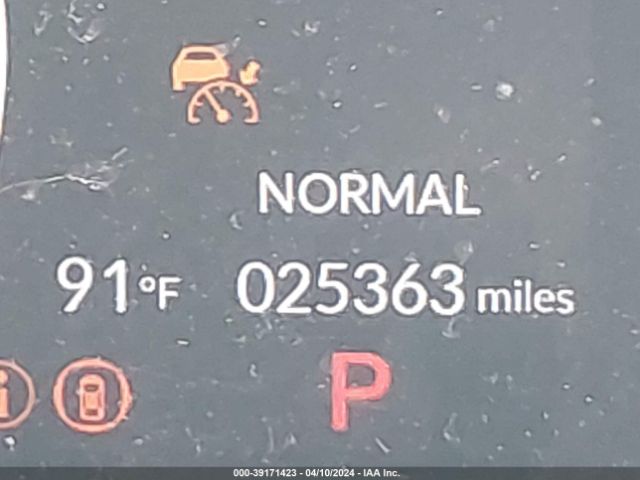 NORMAL
91°F 025363 miles
i P
000-39171423 - 04/10/2024 - IAA Inc.